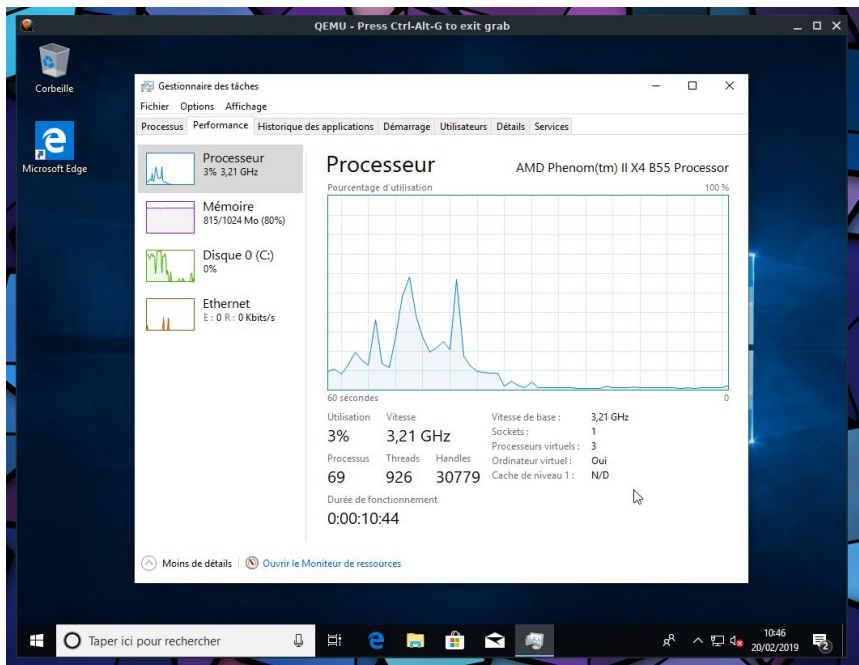 QEMU - Press Ctrl-Alt-G to exit grab
Corbeille
Microsoft Edge
Gestionnaire des tâches
Fichier Options Affichage
Processus Performance Historique des applications Démarrage Utilisateurs Détails Services
Processeur
3% 3,21 GHz
Mémoire
815/1024 Mo (80%)
Disque 0 (C:)
0%
Ethernet
E : 0 R : 0 Kbits/s
Processeur AMD Phenom(tm) II X4 B55 Processor
Pourcentage d'utilisation 100 %
60 secondes 0
Utilisation Vitesse
3% 3,21 GHz
Processus Threads Handles
69 926 30779
Durée de fonctionnement
0:00:10:44
Vitesse de base : 3,21 GHz
Sockets : 1
Processeurs virtuels : 3
Ordinateur virtuel : Oui
Cache de niveau 1 : N/D
Moins de détails Ouvrir le Moniteur de ressources
Taper ici pour rechercher
10:46
20/02/2019
2